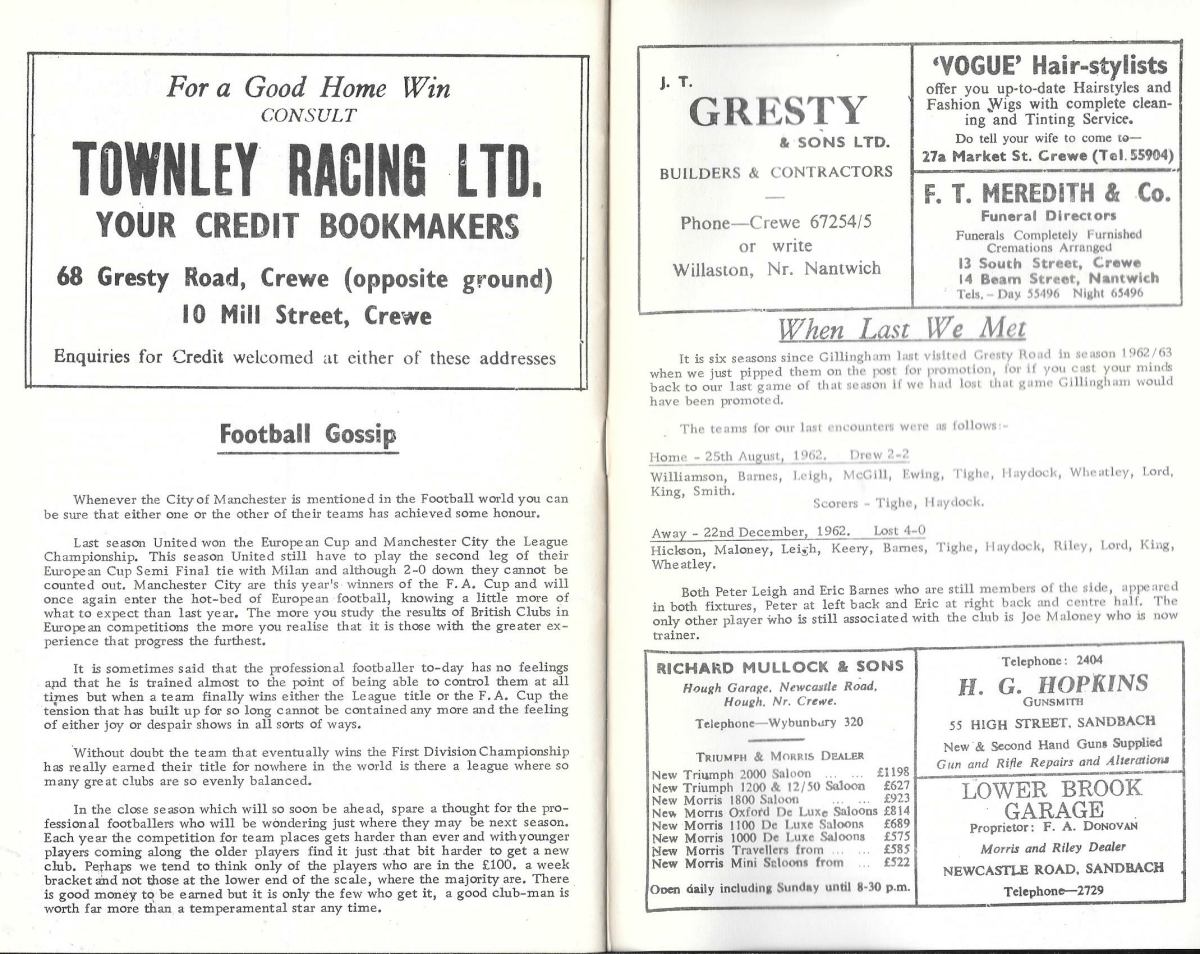 For a Good Home Win
CONSULT
TOWNLEY RACING LTD.
YOUR CREDIT BOOKMAKERS
68 Gresty Road, Crewe (opposite ground)
10 Mill Street, Crewe
Enquiries for Credit welcomed at either of these addresses
Football Gossip
Whenever the City of Manchester is mentioned in the Football world you can
be sure that either one or the other of their teams has achieved some honour.
Last season United won the European Cup and Manchester City the League
Championship. This season United still have to play the second leg of their
European Cup Semi Final tie with Milan and although 2-0 down they cannot be
counted out. Manchester City are this year's winners of the F.A. Cup and will
once again enter the hot-bed of European football, knowing a little more of
what to expect than last year. The more you study the results of British Clubs in
European competitions the more you realise that it is those with the greater ex-
perience that progress the furthest.
It is sometimes said that the professional footballer to-day has no feelings
and that he is trained almost to the point of being able to control them at all
times but when a team finally wins either the League title or the F.A. Cup the
tension that has built up for so long cannot be contained any more and the feeling
of either joy or despair shows in all sorts of ways.
Without doubt the team that eventually wins the First Division Championship
has really earned their title for nowhere in the world is there a league where so
many great clubs are so evenly balanced.
In the close season which will so soon be ahead, spare a thought for the pro-
fessional footballers who will be wondering just where they may be next season.
Each year the competition for team places gets harder than ever and with younger
players coming along the older players find it just that bit harder to get a new
club. Perhaps we tend to think only of the players who are in the £100. a week
bracket and not those at the lower end of the scale, where the majority are. There
is good money to be earned but it is only the few who get it, a good club-man is
worth far more than a temperamental star any time.
J. T.
GRESTY
& SONS LTD.
BUILDERS & CONTRACTORS
Phone—Crewe 67254/5
or write
Willaston, Nr. Nantwich
'VOGUE' Hair-stylists
offer you up-to-date Hairstyles and
Fashion Wigs with complete clean-
ing and Tinting Service.
Do tell your wife to come to—
27a Market St. Crewe (Tel. 55904)
F. T. MEREDITH & Co.
Funeral Directors
Funerals Completely Furnished
Cremations Arranged
13 South Street, Crewe
14 Beam Street, Nantwich
Tels. – Day 55496 Night 65496
When Last We Met
It is six seasons since Gillingham last visited Gresty Road in season 1962/63
when we just pipped them on the post for promotion, for if you cast your minds
back to our last game of that season if we had lost that game Gillingham would
have been promoted.
The teams for our last encounters were as follows:-
Home - 25th August, 1962. Drew 2-2
Williamson, Barnes, Leigh, McGill, Ewing, Tighe, Haydock, Wheatley, Lord,
King, Smith.
Scorers - Tighe, Haydock.
Away - 22nd December, 1962. Lost 4-0
Hickson, Maloney, Leigh, Keery, Barnes, Tighe, Haydock, Riley, Lord, King,
Wheatley.
Both Peter Leigh and Eric Barnes who are still members of the side, appeared
in both fixtures, Peter at left back and Eric at right back and centre half. The
only other player who is still associated with the club is Joe Maloney who is now
trainer.
RICHARD MULLOCK & SONS
Hough Garage, Newcastle Road,
Hough, Nr. Crewe.
Telephone—Wybunbury 320
TRIUMPH & MORRIS DEALER
New Triumph 2000 Saloon ... ... £1198
New Triumph 1200 & 12/50 Saloon £627
New Morris 1800 Saloon ... ... £923
New Morris Oxford De Luxe Saloons £814
New Morris 1100 De Luxe Saloons £689
New Morris 1000 De Luxe Saloons £575
New Morris Travellers from ... ... £585
New Morris Mini Saloons from ... £522
Open daily including Sunday until 8-30 p.m.
Telephone: 2404
H. G. HOPKINS
GUNSMITH
55 HIGH STREET, SANDBACH
New & Second Hand Guns Supplied
Gun and Rifle Repairs and Alterations
LOWER BROOK
GARAGE
Proprietor: F. A. DONOVAN
Morris and Riley Dealer
NEWCASTLE ROAD, SANDBACH
Telephone—2729